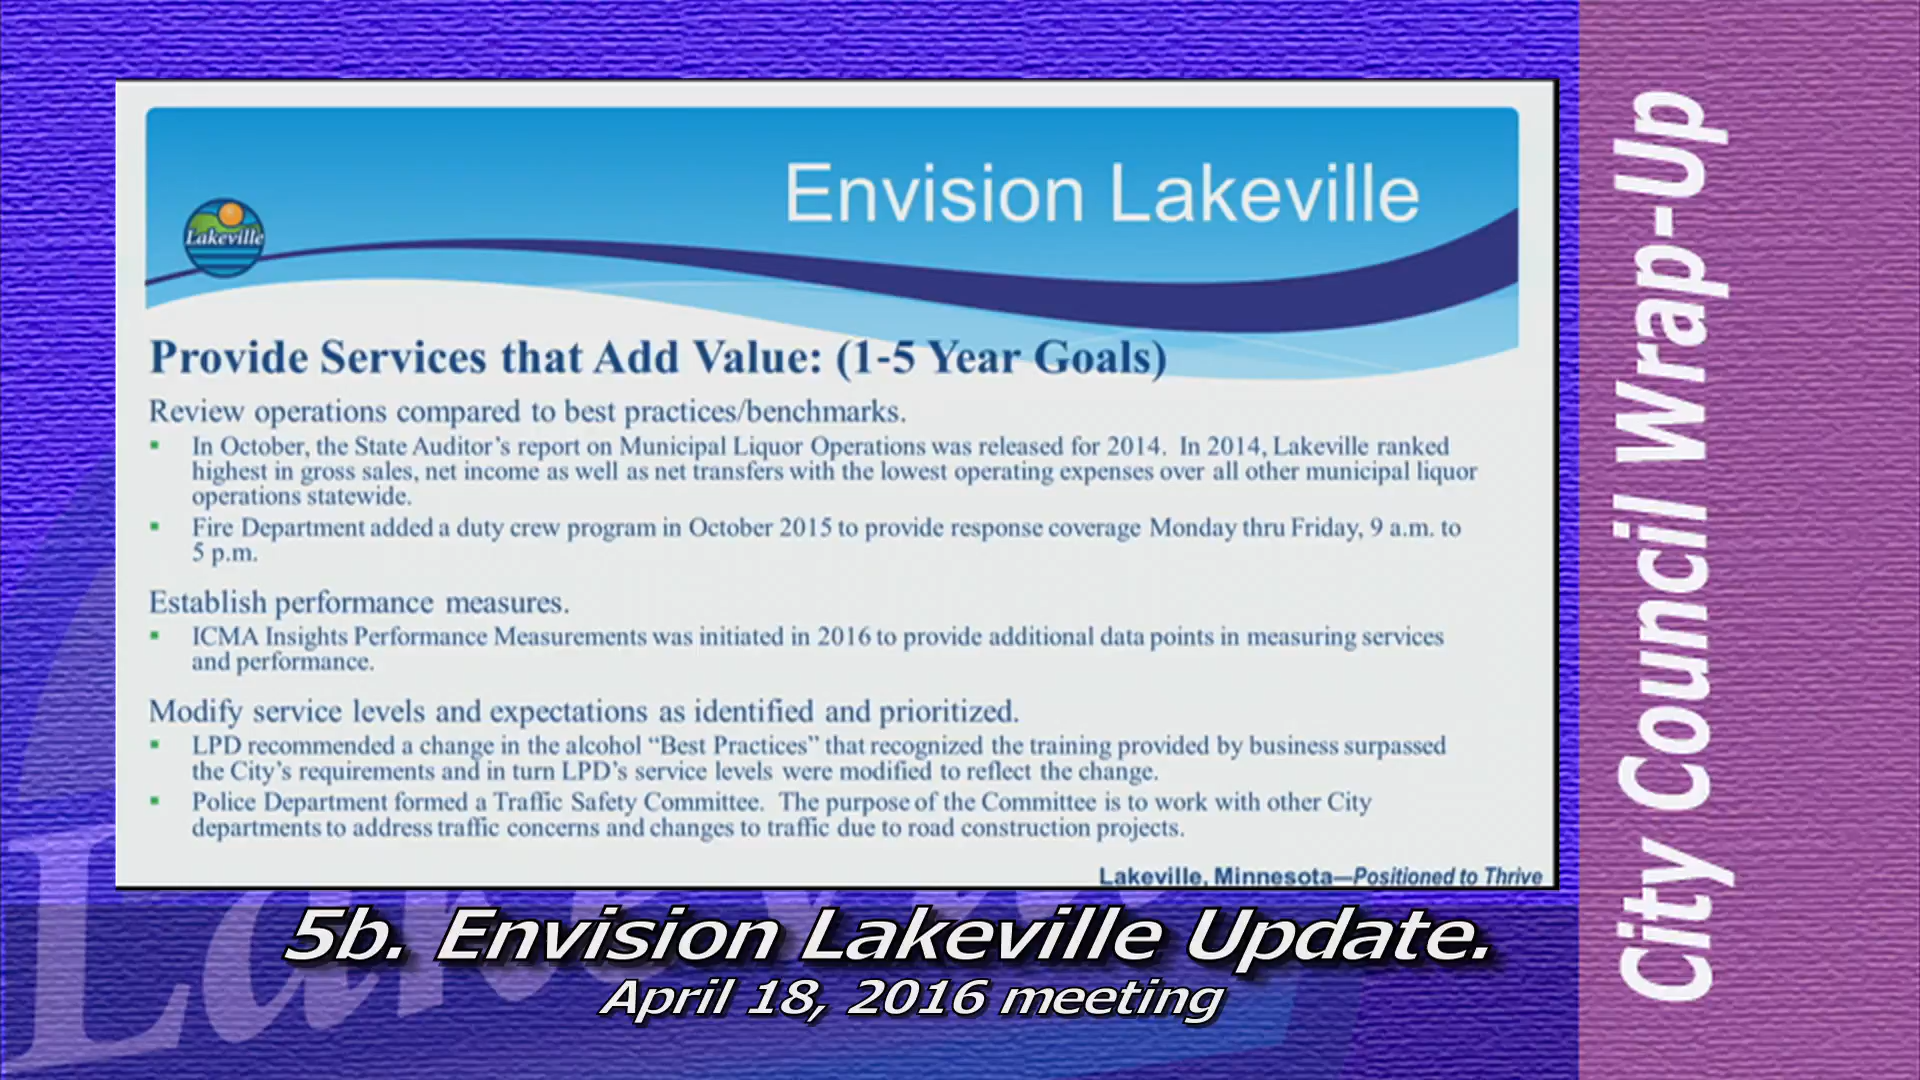 Envision Lakeville
Lakeville
Provide Services that Add Value: (1-5 Year Goals)
Review operations compared to best practices/benchmarks.
▪ In October, the State Auditor’s report on Municipal Liquor Operations was released for 2014.  In 2014, Lakeville ranked
highest in gross sales, net income as well as net transfers with the lowest operating expenses over all other municipal liquor
operations statewide.
▪ Fire Department added a duty crew program in October 2015 to provide response coverage Monday thru Friday, 9 a.m. to
5 p.m.
Establish performance measures.
▪ ICMA Insights Performance Measurements was initiated in 2016 to provide additional data points in measuring services
and performance.
Modify service levels and expectations as identified and prioritized.
▪ LPD recommended a change in the alcohol “Best Practices” that recognized the training provided by business surpassed
the City’s requirements and in turn LPD’s service levels were modified to reflect the change.
▪ Police Department formed a Traffic Safety Committee.  The purpose of the Committee is to work with other City
departments to address traffic concerns and changes to traffic due to road construction projects.
Lakeville, Minnesota—Positioned to Thrive
5b. Envision Lakeville Update.
April 18, 2016 meeting
City Council Wrap-Up
Lakeville